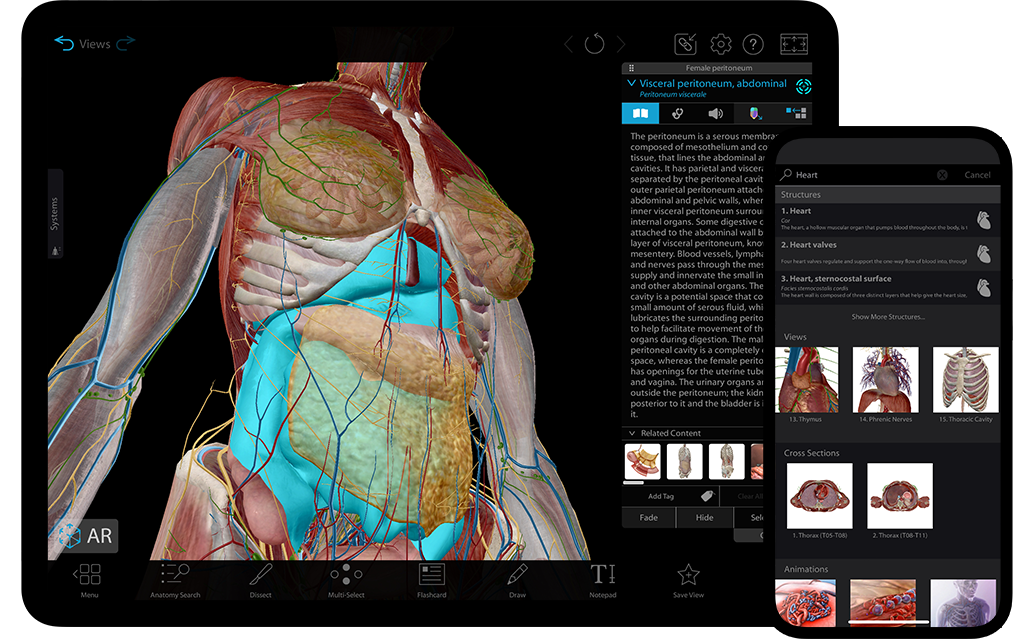 Views
Systems
AR
Female peritoneum
Visceral peritoneum, abdominal
Peritoneum viscerale
The peritoneum is a serous membra
composed of mesothelium and co
tissue, that lines the abdominal a
cavities. It has parietal and viscera
separated by the peritoneal cavit
outer parietal peritoneum attache
abdominal and pelvic walls, wher
inner visceral peritoneum surrou
internal organs. Some digestive o
attached to the abdominal wall b
layer of visceral peritoneum, know
mesentery. Blood vessels, lympha
and nerves pass through the mes
supply and innervate the small in
and other abdominal organs. The
cavity is a potential space that co
small amount of serous fluid, whi
lubricates the surrounding perito
to help facilitate movement of th
organs during digestion. The mal
peritoneal cavity is a completely c
space, whereas the female perito
has openings for the uterine tube
and vagina. The urinary organs a
outside the peritoneum; the kidn
posterior to it and the bladder is i
it.
Related Content
Add Tag
Clear All
Fade
Hide
Sel
Menu
Anatomy Search
Dissect
Multi-Select
Flashcard
Draw
Notepad
Save View
Heart
Cancel
Structures
1. Heart
Cor
The heart, a hollow muscular organ that pumps blood throughout the body, is l
2. Heart valves
Four heart valves regulate and support the one-way flow of blood into, through
3. Heart, sternocostal surface
Facies sternocostalis cordis
The heart wall is composed of three distinct layers that help give the heart size,
Show More Structures...
Views
13. Thymus
14. Phrenic Nerves
15. Thoracic Cavity
Cross Sections
1. Thorax (T05-T08)
2. Thorax (T08-T11)
Animations